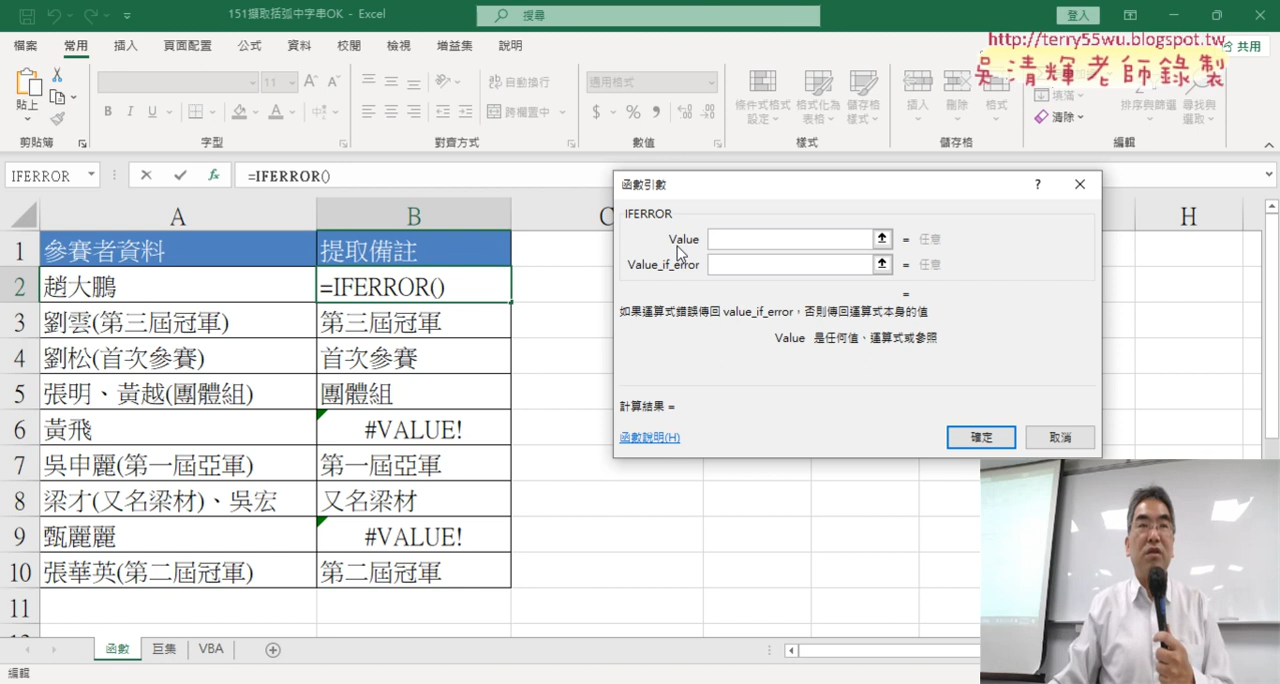 151擷取括弧中字串OK - Excel
搜尋
登入
http://terry55wu.blogspot.tw
吳清輝老師錄製
檔案 常用 插入 頁面配置 公式 資料 校閱 檢視 增益集 說明
共用
貼上
剪貼簿
11
B I U
字型
自動換行
跨欄置中
對齊方式
通用格式
數值
條件式格式設定
格式化為表格
儲存格樣式
樣式
插入 刪除 格式
儲存格
填滿
清除
排序與篩選 尋找與選取
編輯
IFERROR
=IFERROR()
A B C H
1 參賽者資料 提取備註
2 趙大鵬 =IFERROR()
3 劉雲(第三屆冠軍) 第三屆冠軍
4 劉松(首次參賽) 首次參賽
5 張明、黃越(團體組) 團體組
6 黃飛 #VALUE!
7 吳申麗(第一屆亞軍) 第一屆亞軍
8 梁才(又名梁材)、吳宏 又名梁材
9 甄麗麗 #VALUE!
10 張華英(第二屆冠軍) 第二屆冠軍
11
函數引數
?
IFERROR
Value = 任意
Value_if_error = 任意
=
如果運算式錯誤傳回 value_if_error，否則傳回運算式本身的值
Value 是任何值、運算式或參照
計算結果 =
函數說明(H)
確定 取消
函數 巨集 VBA
編輯